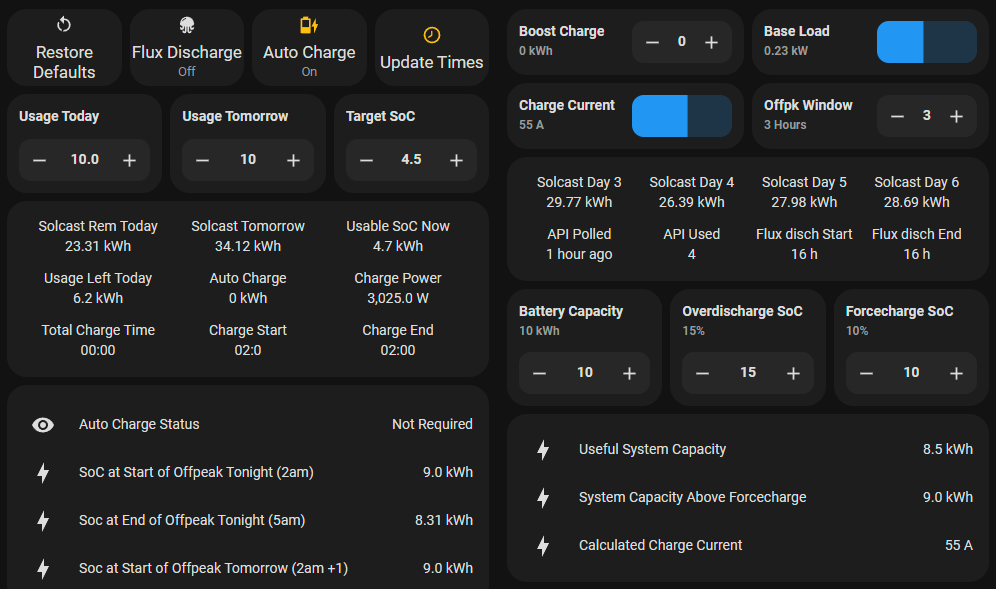 Restore
Defaults
Flux Discharge
Off
Auto Charge
On
Update Times
Usage Today
− 10.0 +
Usage Tomorrow
− 10 +
Target SoC
− 4.5 +
Solcast Rem Today
23.31 kWh
Solcast Tomorrow
34.12 kWh
Usable SoC Now
4.7 kWh
Usage Left Today
6.2 kWh
Auto Charge
0 kWh
Charge Power
3,025.0 W
Total Charge Time
00:00
Charge Start
02:0
Charge End
02:00
Auto Charge Status Not Required
SoC at Start of Offpeak Tonight (2am) 9.0 kWh
Soc at End of Offpeak Tonight (5am) 8.31 kWh
Soc at Start of Offpeak Tomorrow (2am +1) 9.0 kWh
Boost Charge
0 kWh
− 0 +
Base Load
0.23 kW
Charge Current
55 A
Offpk Window
3 Hours
− 3 +
Solcast Day 3
29.77 kWh
Solcast Day 4
26.39 kWh
Solcast Day 5
27.98 kWh
Solcast Day 6
28.69 kWh
API Polled
1 hour ago
API Used
4
Flux disch Start
16 h
Flux disch End
16 h
Battery Capacity
10 kWh
− 10 +
Overdischarge SoC
15%
− 15 +
Forcecharge SoC
10%
− 10 +
Useful System Capacity 8.5 kWh
System Capacity Above Forcecharge 9.0 kWh
Calculated Charge Current 55 A